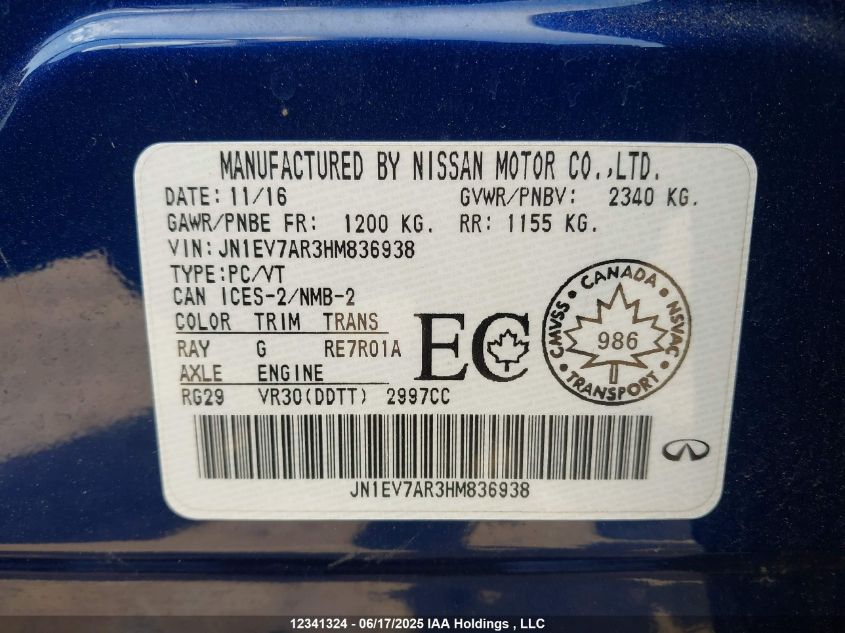 MANUFACTURED BY NISSAN MOTOR CO.,LTD.
DATE: 11/16 GVWR/PNBV: 2340 KG.
GAWR/PNBE FR: 1200 KG. RR: 1155 KG.
VIN: JN1EV7AR3HM836938
TYPE:PC/VT
CAN ICES-2/NMB-2
COLOR TRIM TRANS
RAY G RE7R01A
AXLE ENGINE
RG29 VR30(DDTT) 2997CC
EC
CMVSS • CANADA • NSVAC • TRANSPORT •
986
JN1EV7AR3HM836938
12341324 - 06/17/2025 IAA Holdings , LLC